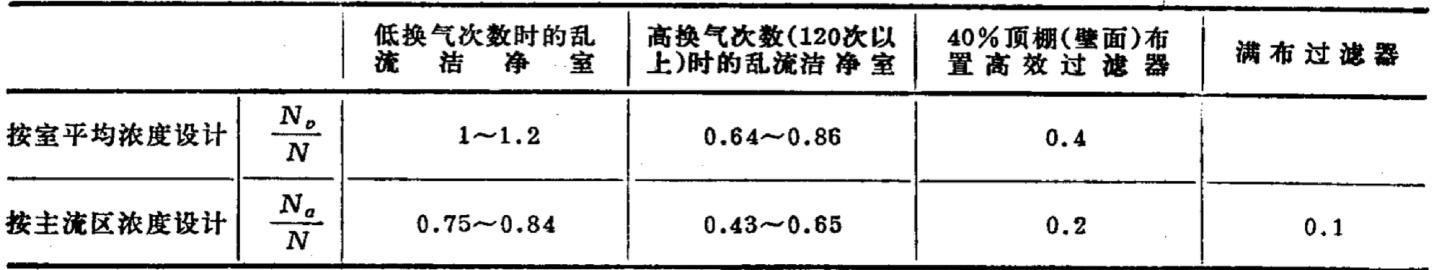 低换气次数时的乱流洁净室 高换气次数(120次以上)时的乱流洁净室 40%顶棚(壁面)布置高效过滤器 满布过滤器
按室平均浓度设计 N_v/N 1～1.2 0.64～0.86 0.4
按主流区浓度设计 N_a/N 0.75～0.84 0.43～0.65 0.2 0.1